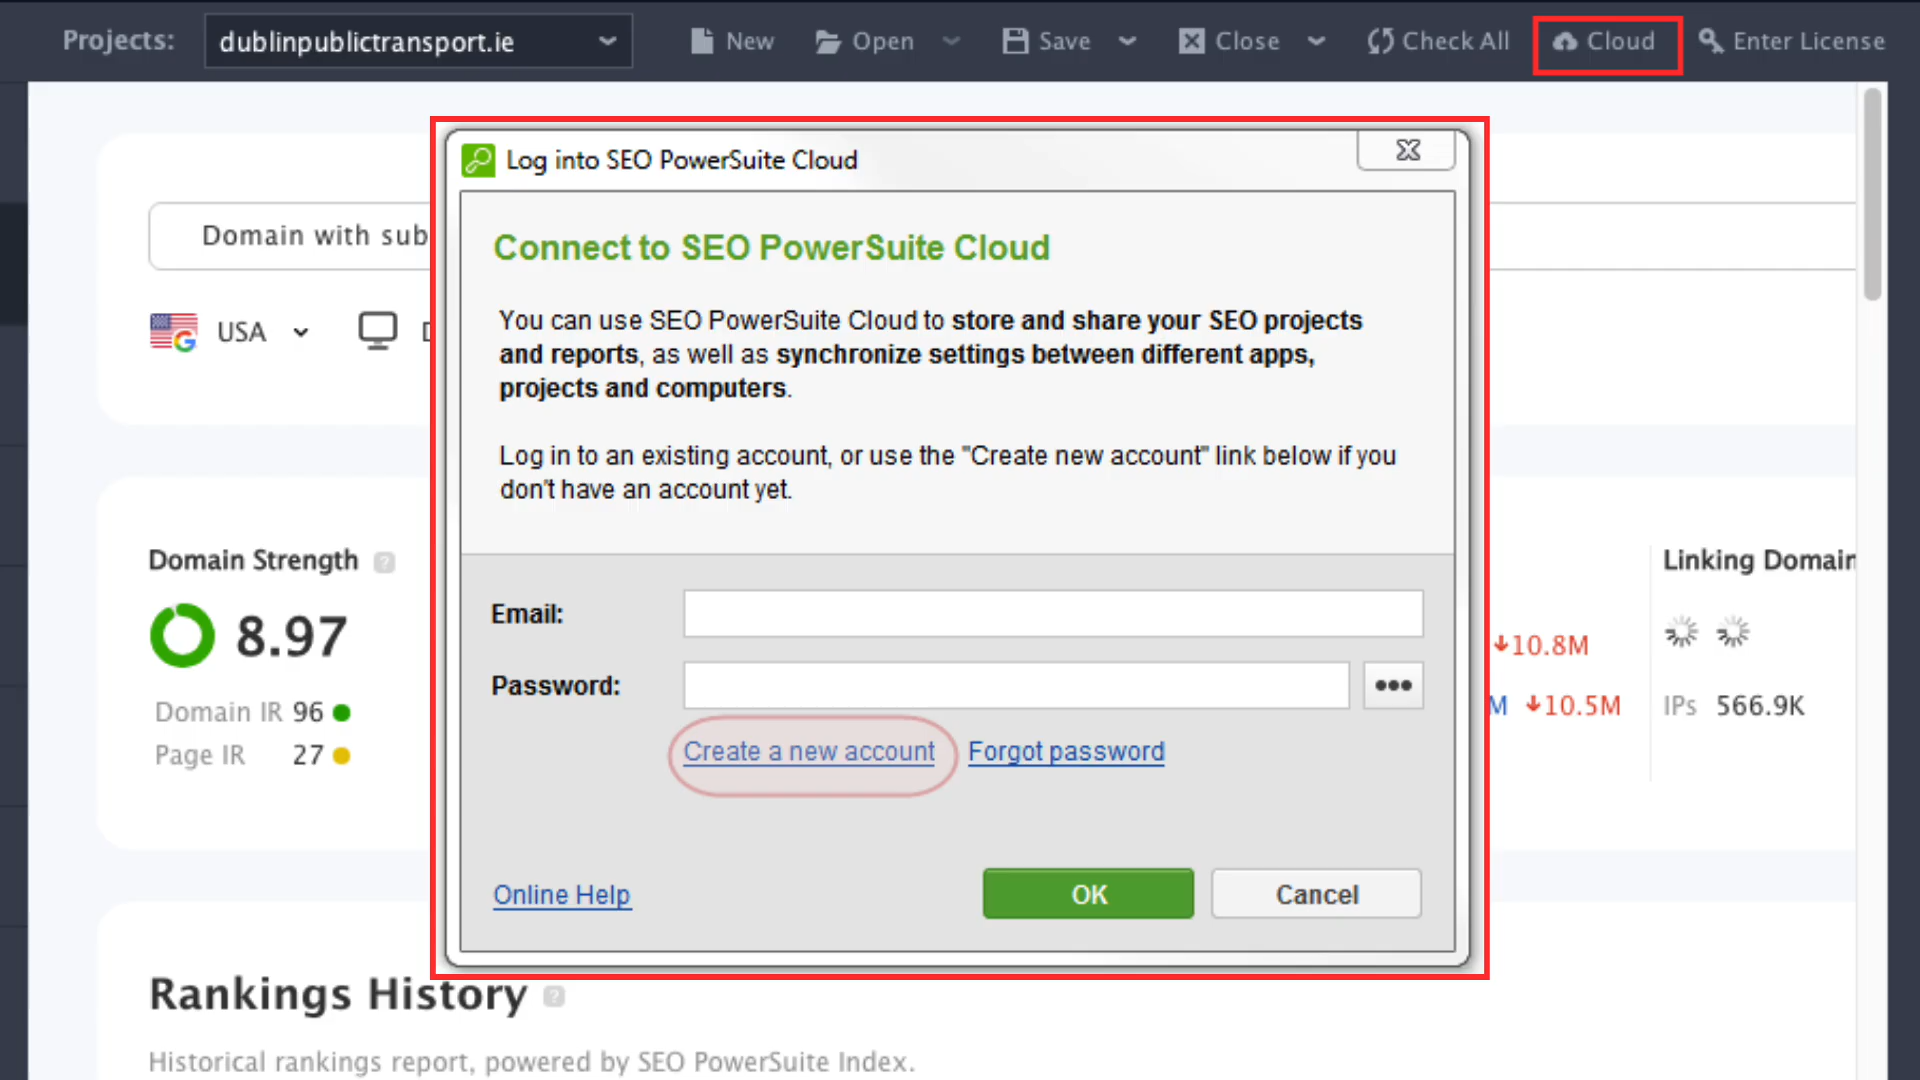 Projects: dublinpublictransport.ie New Open Save Close Check All Cloud Enter License
Log into SEO PowerSuite Cloud
Connect to SEO PowerSuite Cloud
You can use SEO PowerSuite Cloud to store and share your SEO projects
and reports, as well as synchronize settings between different apps,
projects and computers.
Log in to an existing account, or use the "Create new account" link below if you
don't have an account yet.
Email:
Password:
Create a new account Forgot password
Online Help OK Cancel
Domain with sub
USA
Domain Strength ?
8.97
Domain IR 96
Page IR 27
10.8M
M 10.5M
Linking Domain
IPs 566.9K
Rankings History ?
Historical rankings report, powered by SEO PowerSuite Index.